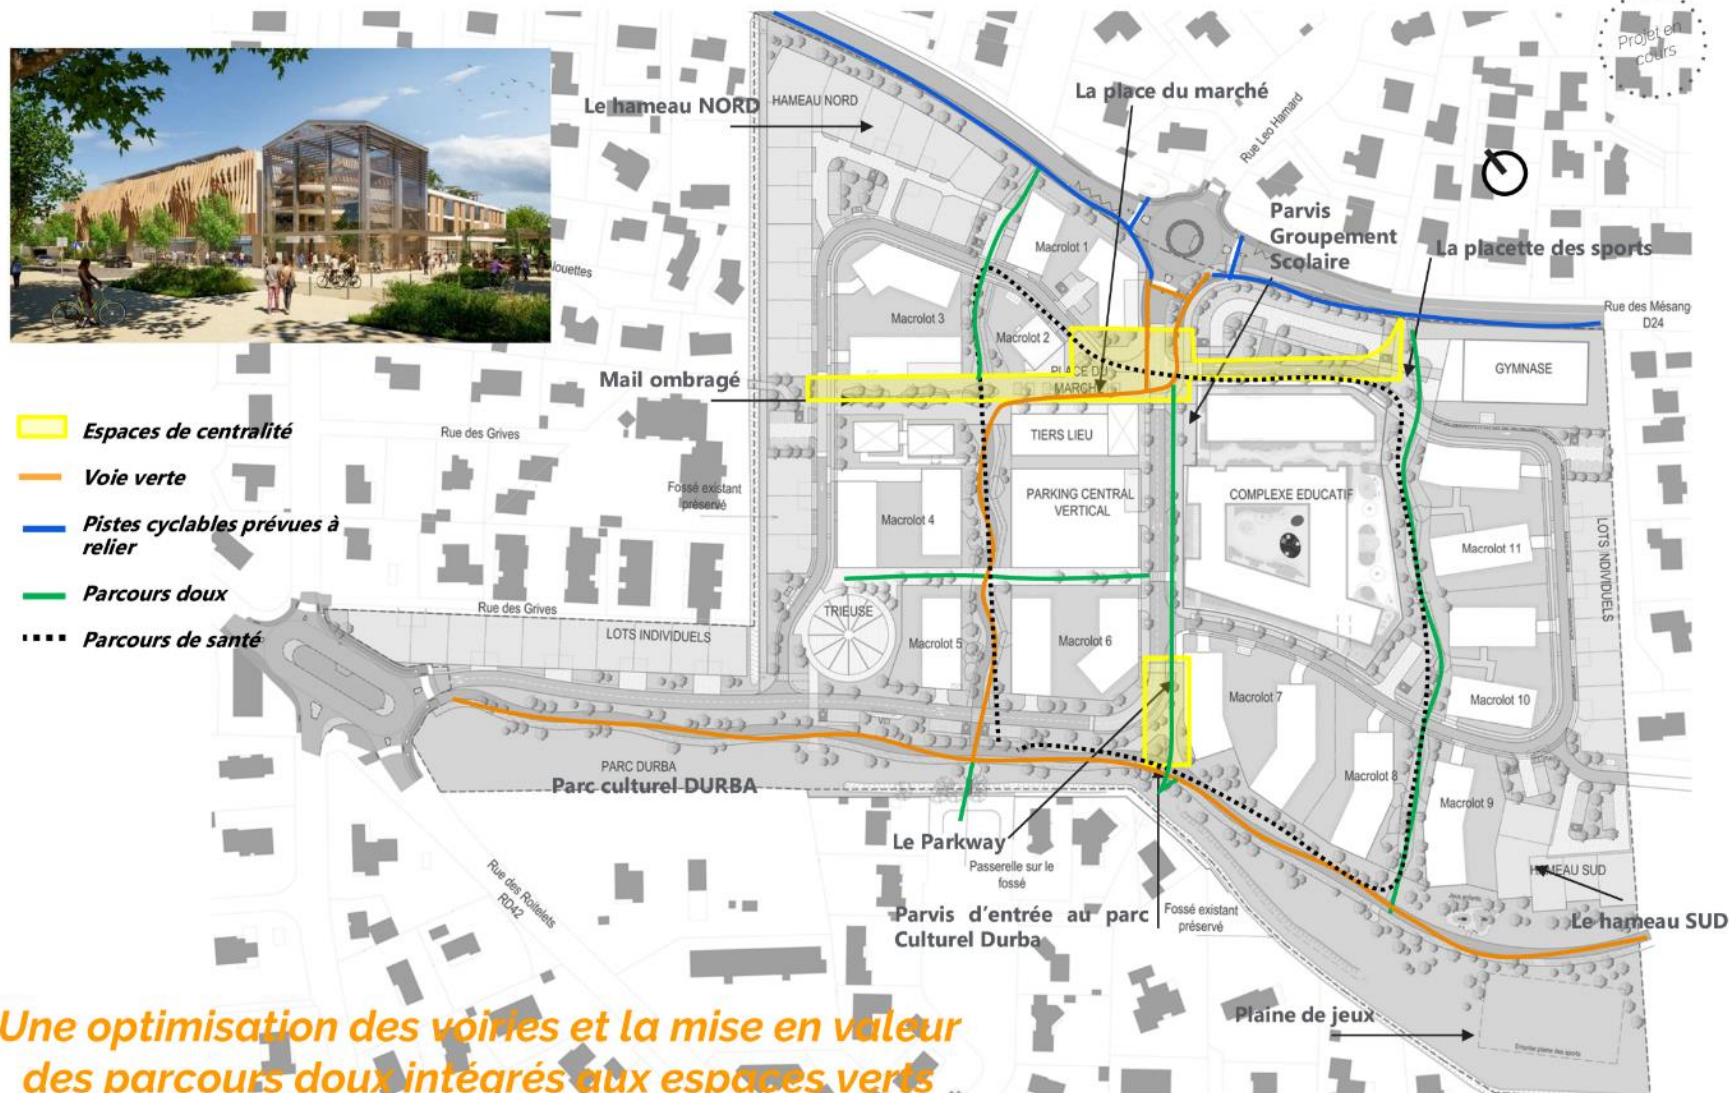 Projet en
cours
Le hameau NORD
HAMEAU NORD
La place du marché
Rue Leo Hamard
Parvis
Groupement
Scolaire
La placette des sports
Macrolot 1
Rue des Mésang
D24
Macrolot 3
Macrolot 2
PLACE DU
MARCH
GYMNASE
Mail ombragé
Espaces de centralité
Rue des Grives
TIERS LIEU
Voie verte
Fossé existant
préservé
PARKING CENTRAL
VERTICAL
COMPLEXE EDUCATIF
Pistes cyclables prévues à
relier
Macrolot 4
Macrolot 11
LOTS INDIVIDUELS
Parcours doux
Rue des Grives
TRIEUSE
LOTS INDIVIDUELS
Parcours de santé
Macrolot 5
Macrolot 6
Macrolot 7
Macrolot 10
PARC DURBA
Parc culturel DURBA
Macrolot 8
Macrolot 9
Le Parkway
Passerelle sur le
fossé
Rue des Roitelets
RD42
HAMEAU SUD
Parvis d'entrée au parc
Culturel Durba
Fossé existant
préservé
Le hameau SUD
Plaine de jeux
Une optimisation des voiries et la mise en valeur
des parcours doux intégrés aux espaces verts